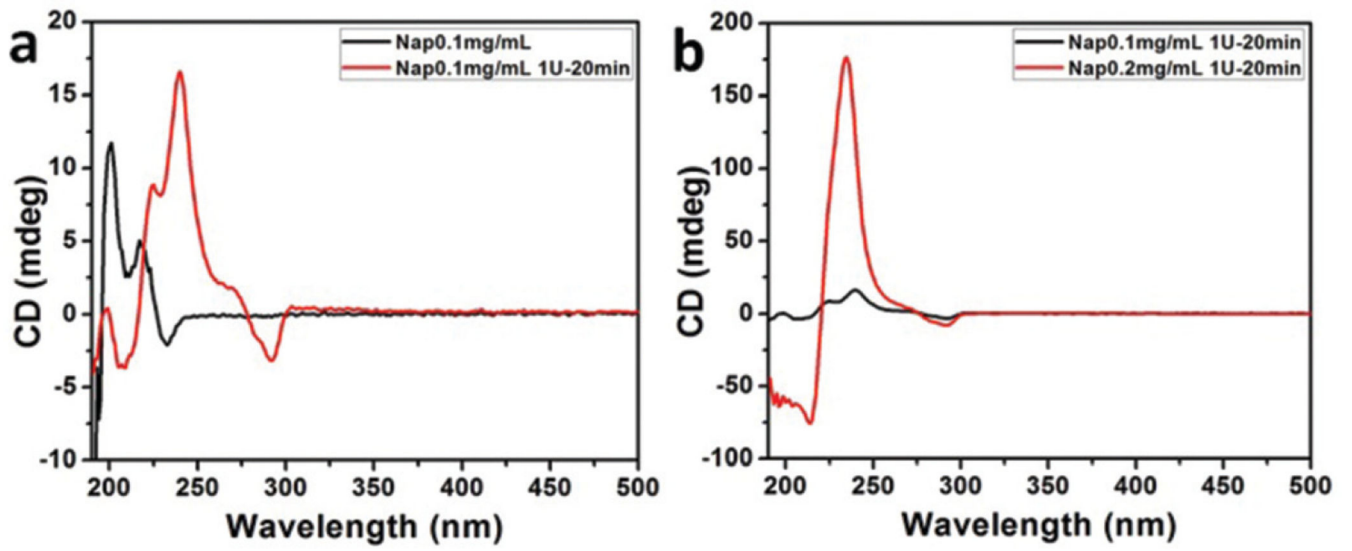 a
Nap0.1mg/mL
Nap0.1mg/mL 1U-20min
20
15
10
5
0
-5
-10
CD (mdeg)
200 250 300 350 400 450 500
Wavelength (nm)
b
Nap0.1mg/mL 1U-20min
Nap0.2mg/mL 1U-20min
200
150
100
50
0
-50
-100
CD (mdeg)
200 250 300 350 400 450 500
Wavelength (nm)